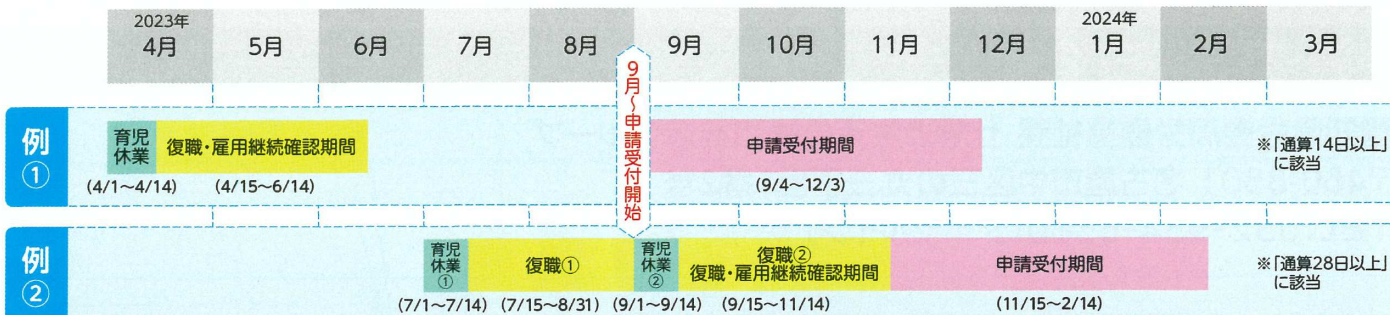 2023年
4月
5月
6月
7月
8月
9月
10月
11月
12月
2024年
1月
2月
3月
9月～申請受付開始
例
①
育児
休業
復職・雇用継続確認期間
申請受付期間
※「通算14日以上」
に該当
(4/1～4/14)
(4/15～6/14)
(9/4～12/3)
例
②
育児
休業
①
復職①
育児
休業
②
復職②
復職・雇用継続確認期間
申請受付期間
※「通算28日以上」
に該当
(7/1～7/14)
(7/15～8/31)
(9/1～9/14)
(9/15～11/14)
(11/15～2/14)